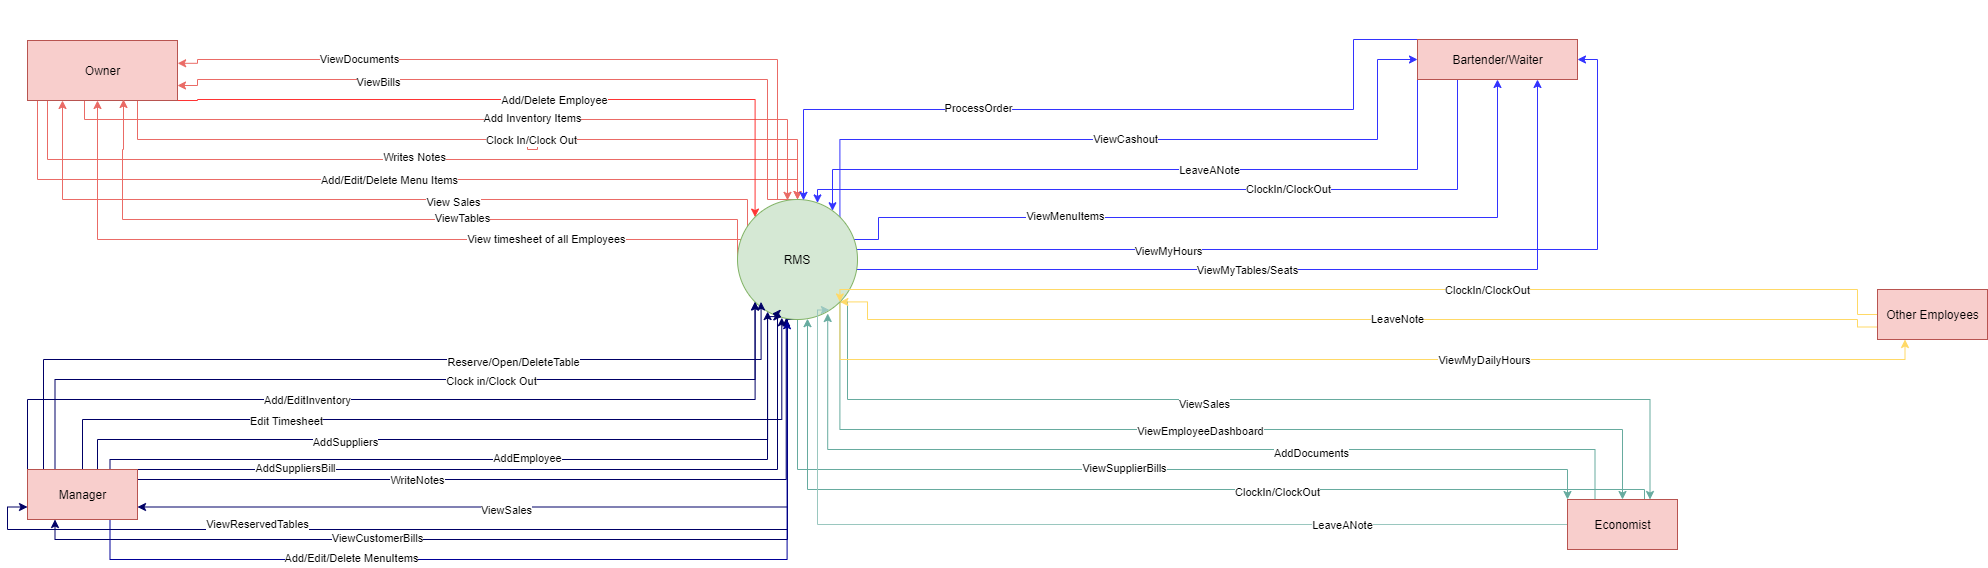 Owner
ViewDocuments
ViewBills
Add/Delete Employee
Add Inventory Items
Clock In/Clock Out
Writes Notes
Add/Edit/Delete Menu Items
View Sales
ViewTables
View timesheet of all Employees
Bartender/Waiter
ProcessOrder
ViewCashout
LeaveANote
ClockIn/ClockOut
ViewMenuItems
ViewMyHours
ViewMyTables/Seats
RMS
ClockIn/ClockOut
Other Employees
LeaveNote
ViewMyDailyHours
Reserve/Open/DeleteTable
Clock in/Clock Out
Add/EditInventory
Edit Timesheet
AddSuppliers
AddEmployee
AddSuppliersBill
WriteNotes
Manager
ViewSales
ViewReservedTables
ViewCustomerBills
Add/Edit/Delete MenuItems
ViewSales
ViewEmployeeDashboard
AddDocuments
ViewSupplierBills
ClockIn/ClockOut
LeaveANote
Economist